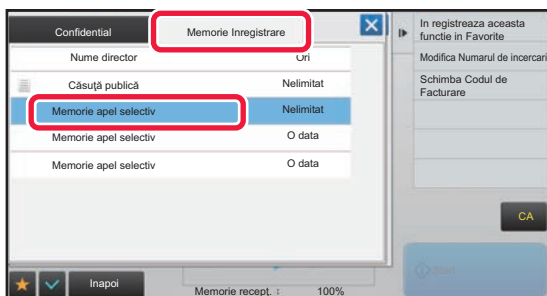 Confidential
Memorie Inregistrare
Nume director Ori
Căsuţă publică Nelimitat
Memorie apel selectiv Nelimitat
Memorie apel selectiv O data
Memorie apel selectiv O data
Inapoi
Memorie recepţ. : 100%
In registreaza aceasta
functie in Favorite
Modifica Numarul de incercari
Schimba Codul de
Facturare
CA
Start